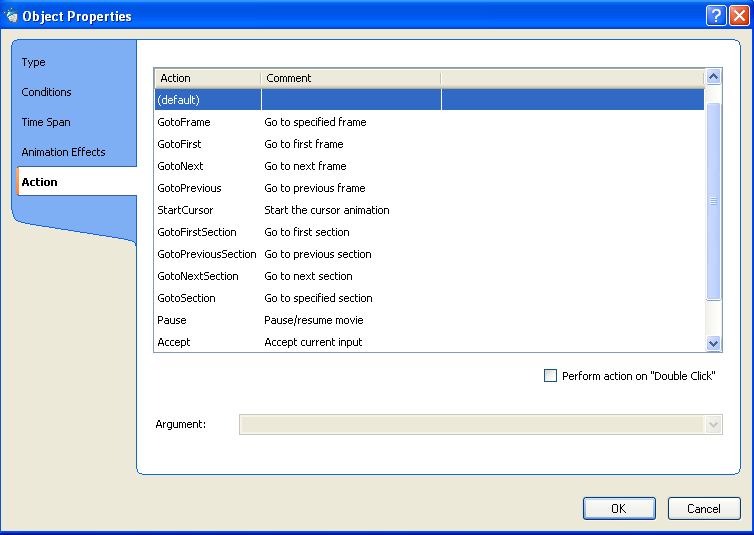 Object Properties
Type
Conditions
Time Span
Animation Effects
Action
Action Comment
(default)
GotoFrame Go to specified frame
GotoFirst Go to first frame
GotoNext Go to next frame
GotoPrevious Go to previous frame
StartCursor Start the cursor animation
GotoFirstSection Go to first section
GotoPreviousSection Go to previous section
GotoNextSection Go to next section
GotoSection Go to specified section
Pause Pause/resume movie
Accept Accept current input
Perform action on "Double Click"
Argument:
OK Cancel